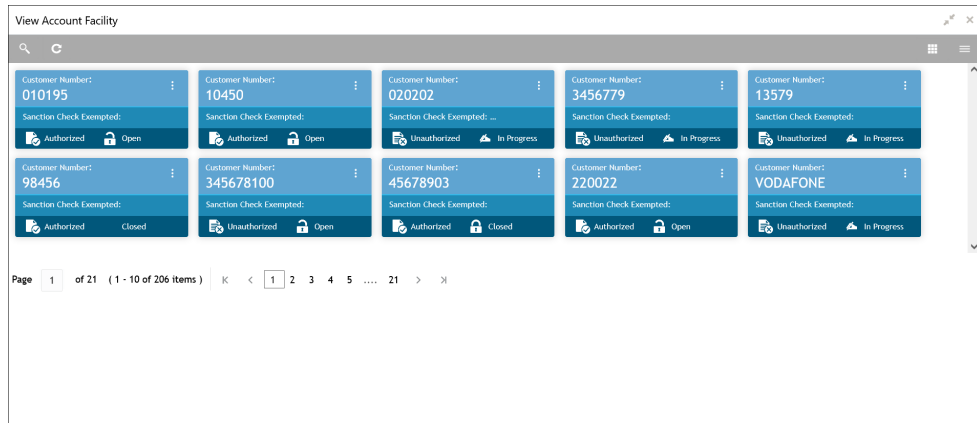 View Account Facility
Customer Number: Customer Number: Customer Number: Customer Number: Customer Number:
010195 10450 020202 3456779 13579
Sanction Check Exempted: Sanction Check Exempted: Sanction Check Exempted: ... Sanction Check Exempted: Sanction Check Exempted:
Authorized Open Authorized Open Unauthorized In Progress Unauthorized In Progress Unauthorized In Progress
Customer Number: Customer Number: Customer Number: Customer Number: Customer Number:
98456 345678100 45678903 220022 VODAFONE
Sanction Check Exempted: Sanction Check Exempted: Sanction Check Exempted: Sanction Check Exempted: Sanction Check Exempted:
Authorized Closed Unauthorized Open Authorized Closed Authorized Open Unauthorized In Progress
Page 1 of 21 ( 1 - 10 of 206 items ) 1 2 3 4 5 .... 21